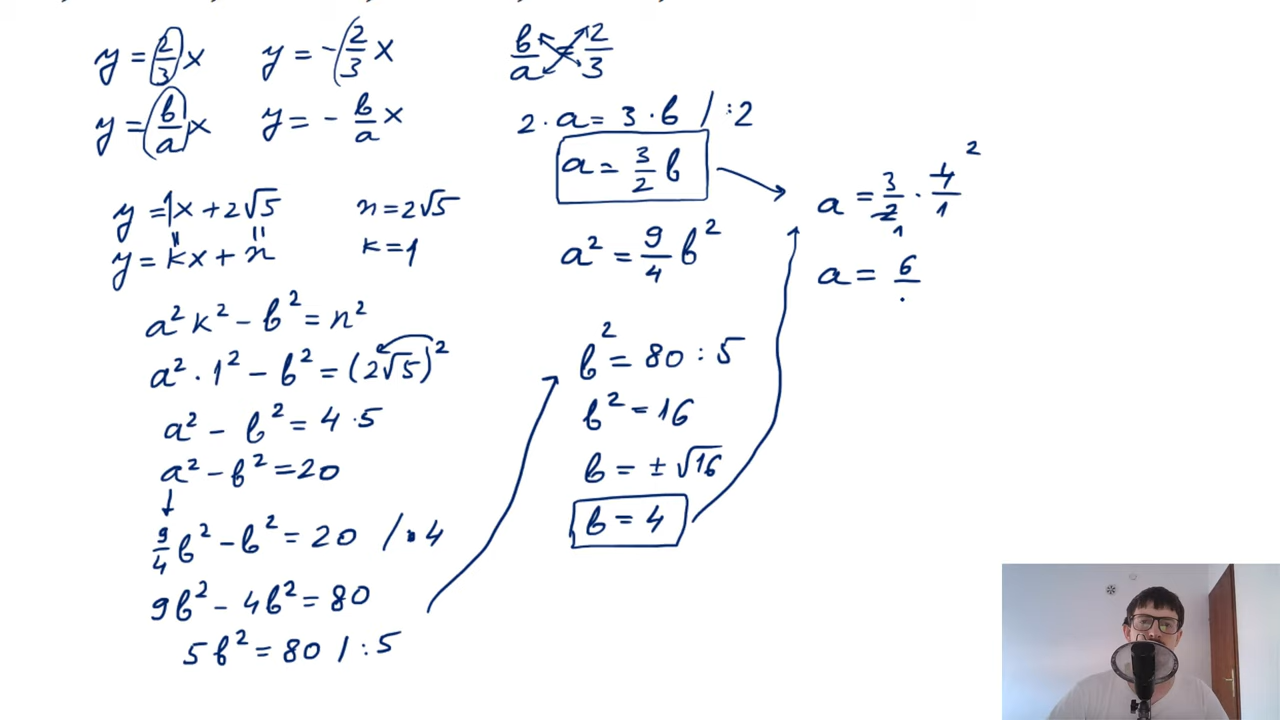 y = 2/3 x   y = - 2/3 x
y = b/a x   y = - b/a x
y = 1x + 2√5   n = 2√5
y = kx + n   k = 1
a²k² - b² = n²
a² · 1² - b² = (2√5)²
a² - b² = 4 · 5
a² - b² = 20
9/4 b² - b² = 20 / · 4
9b² - 4b² = 80
5b² = 80 / : 5
b/a = 2/3
2 · a = 3 · b / : 2
a = 3/2 b
a² = 9/4 b²
b² = 80 : 5
b² = 16
b = ± √16
b = 4
a = 3/2 · 4/1   2
1
a = 6/